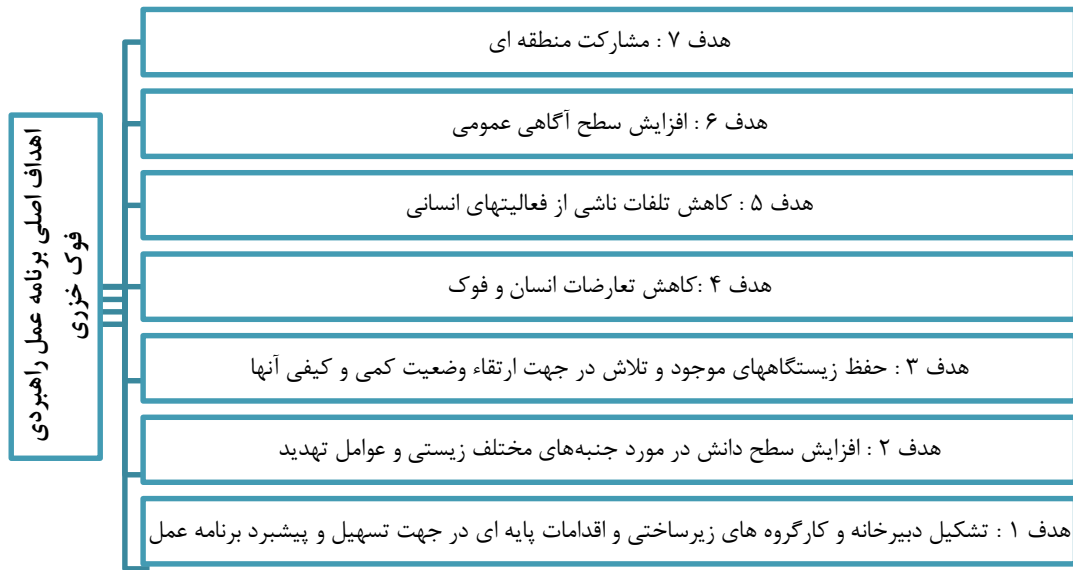 اهداف اصلی برنامه عمل راهبردی
فوک خزری
هدف ۷ : مشارکت منطقه ای
هدف ۶ : افزایش سطح آگاهی عمومی
هدف ۵ : کاهش تلفات ناشی از فعالیتهای انسانی
هدف ۴ :کاهش تعارضات انسان و فوک
هدف ۳ : حفظ زیستگاههای موجود و تلاش در جهت ارتقاء وضعیت کمی و کیفی آنها
هدف ۲ : افزایش سطح دانش در مورد جنبه‌های مختلف زیستی و عوامل تهدید
هدف ۱ : تشکیل دبیرخانه و کارگروه های زیرساختی و اقدامات پایه ای در جهت تسهیل و پیشبرد برنامه عمل